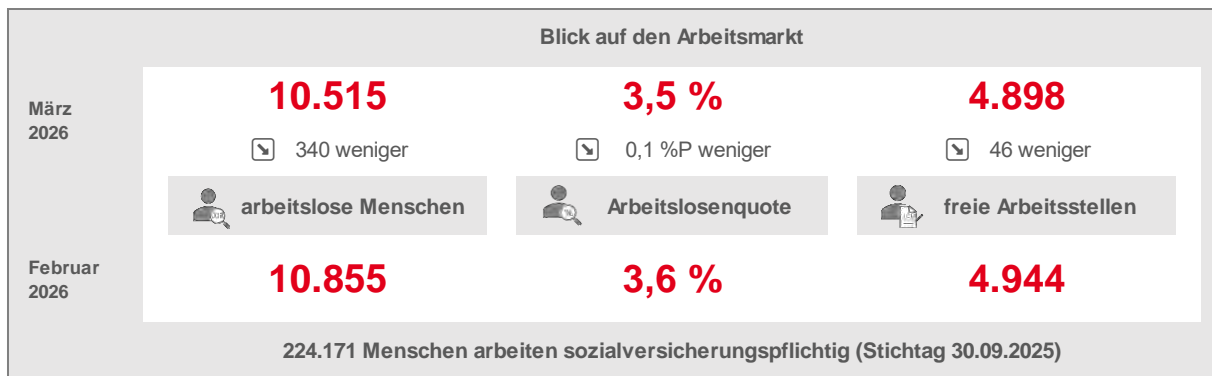 Blick auf den Arbeitsmarkt
März
2026
10.515
3,5 %
4.898
340 weniger
0,1 %P weniger
46 weniger
arbeitslose Menschen
Arbeitslosenquote
freie Arbeitsstellen
Februar
2026
10.855
3,6 %
4.944
224.171 Menschen arbeiten sozialversicherungspflichtig (Stichtag 30.09.2025)